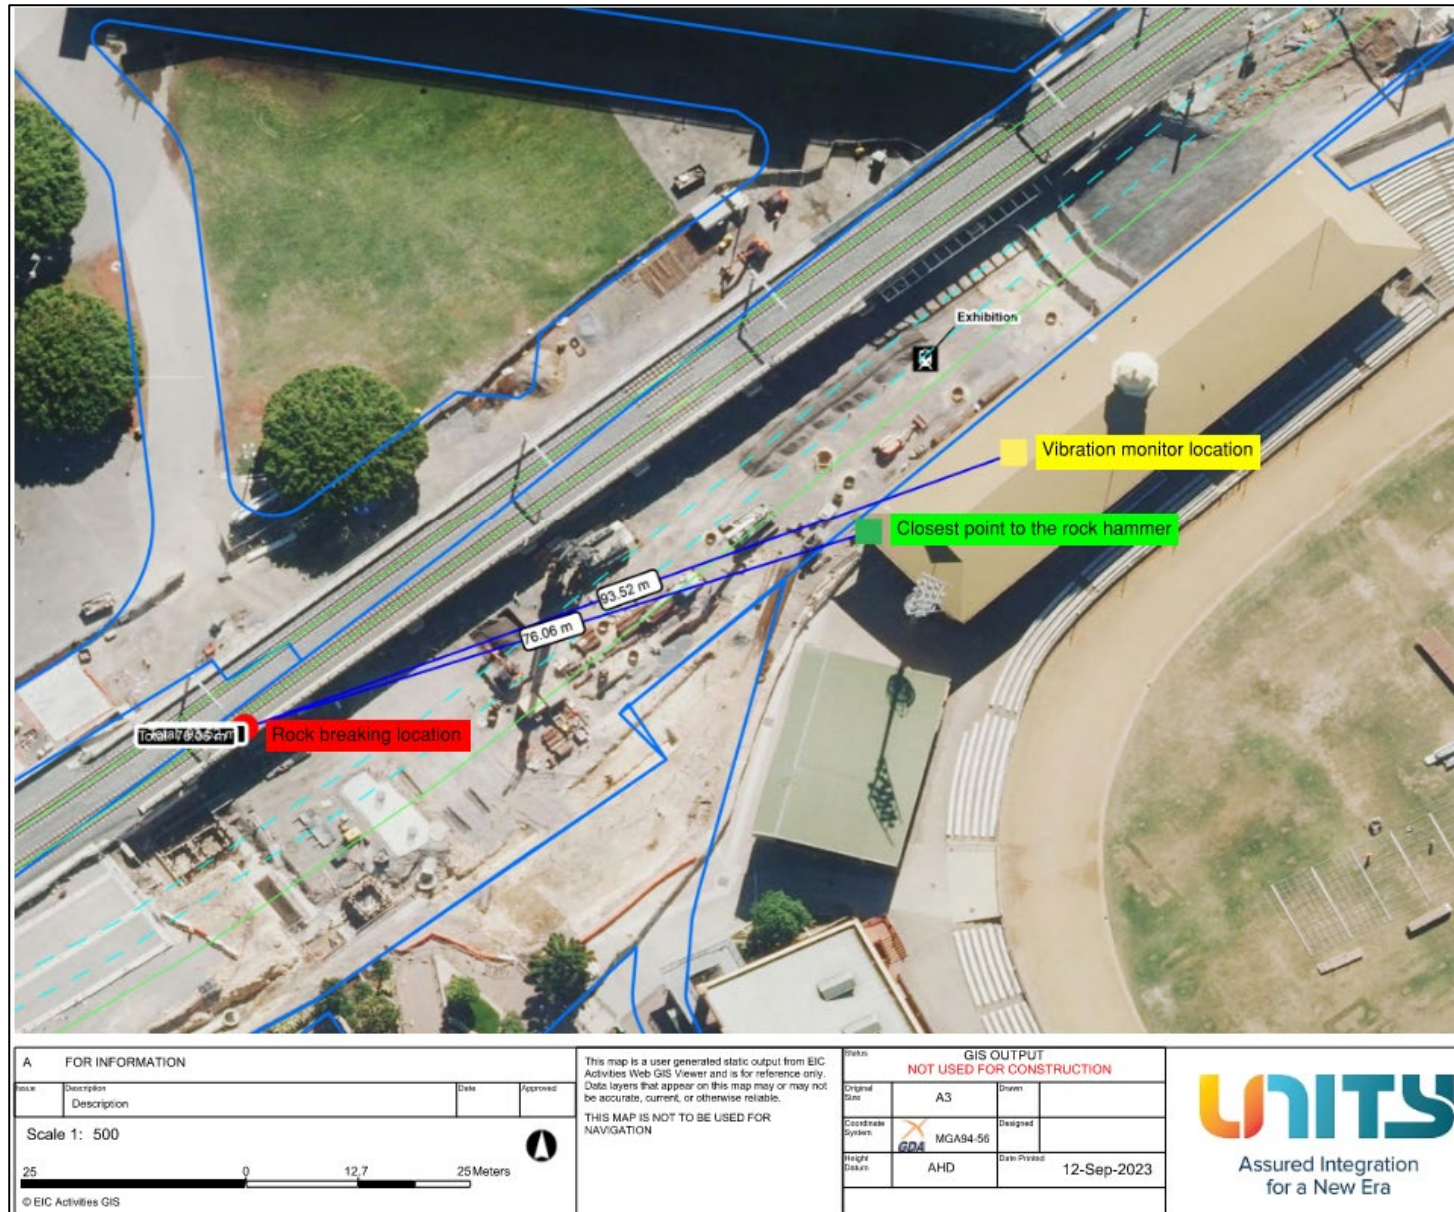 Exhibition
Vibration monitor location
Closest point to the rock hammer
93.52 m
76.06 m
Rock breaking location
A FOR INFORMATION
Issue Description Date Approved
Description
Scale 1: 500
25 0 12.7 25 Meters
© EIC Activities GIS
This map is a user generated static output from EIC
Activities Web GIS Viewer and is for reference only.
Data layers that appear on this map may or may not
be accurate, current, or otherwise reliable.
THIS MAP IS NOT TO BE USED FOR
NAVIGATION
Status GIS OUTPUT
NOT USED FOR CONSTRUCTION
Original
Size A3 Drawn
Coordinate
System GDA MGA94-56 Designed
Height
Datum AHD Date Printed 12-Sep-2023
UNITY
Assured Integration
for a New Era